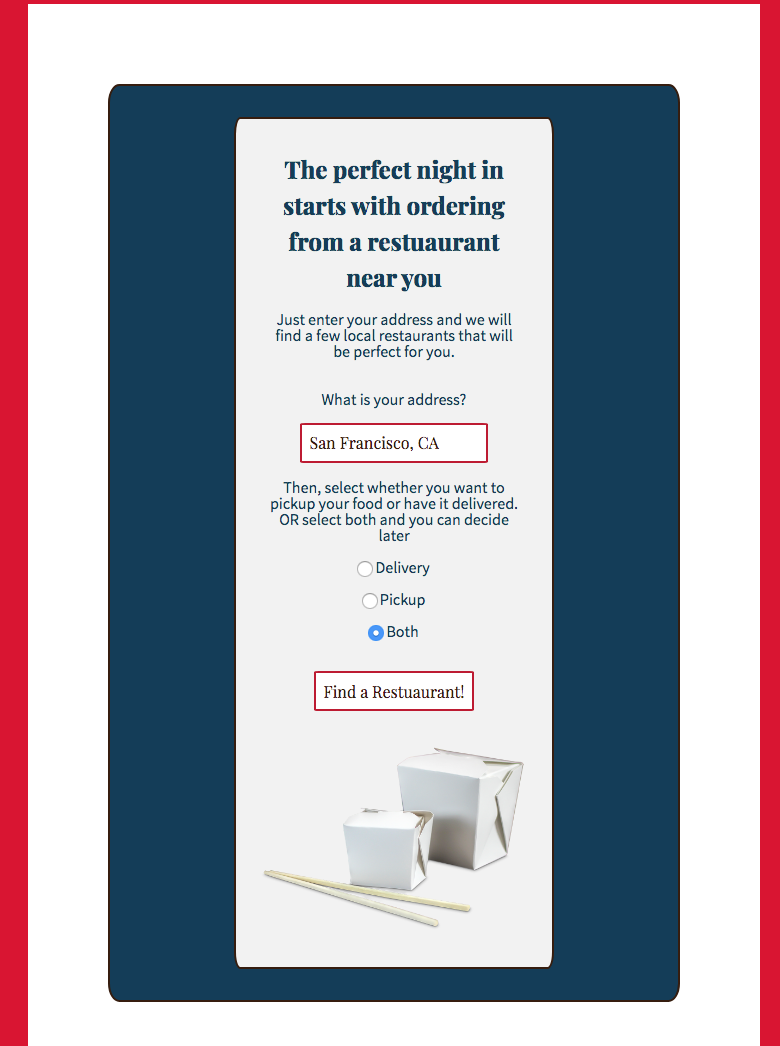 The perfect night in
starts with ordering
from a restuaurant
near you
Just enter your address and we will
find a few local restaurants that will
be perfect for you.
What is your address?
San Francisco, CA
Then, select whether you want to
pickup your food or have it delivered.
OR select both and you can decide
later
Delivery
Pickup
Both
Find a Restuaurant!